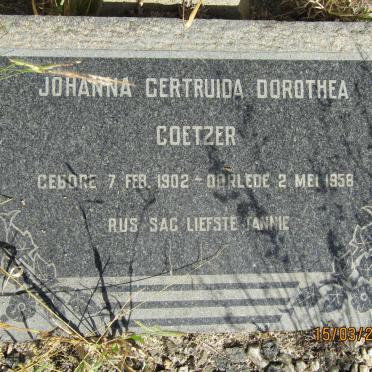 JOHANNA GERTRUIDA DOROTHEA
COETZER
GEBORE 7 FEB. 1902 - OORLEDE 2 MEI 1958
RUS SAG LIEFSTE TANNIE
15/03/2